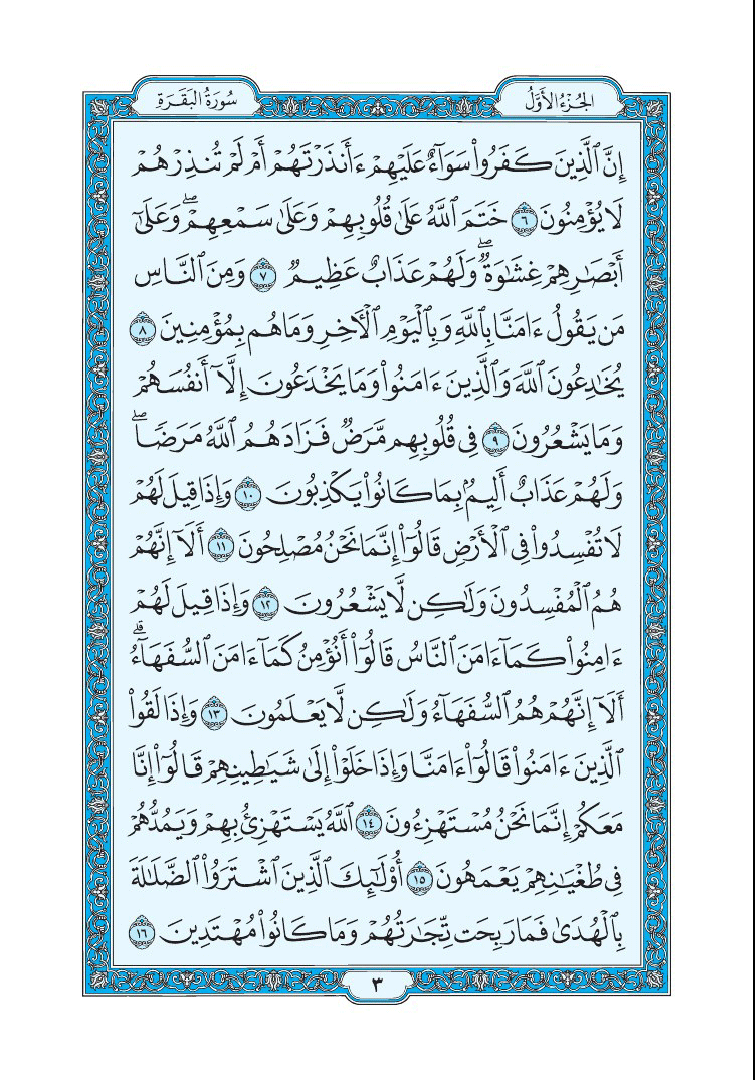 الجُزْءُ الأَوَّلُ
سُورَةُ البَقَرَةِ
إِنَّ ٱلَّذِينَ كَفَرُوا۟ سَوَآءٌ عَلَيْهِمْ ءَأَنذَرْتَهُمْ أَمْ لَمْ تُنذِرْهُمْ
لَا يُؤْمِنُونَ ٦ خَتَمَ ٱللَّهُ عَلَىٰ قُلُوبِهِمْ وَعَلَىٰ سَمْعِهِمْ ۖ وَعَلَىٰٓ
أَبْصَٰرِهِمْ غِشَٰوَةٌ ۖ وَلَهُمْ عَذَابٌ عَظِيمٌ ٧ وَمِنَ ٱلنَّاسِ
مَن يَقُولُ ءَامَنَّا بِٱللَّهِ وَبِٱلْيَوْمِ ٱلْءَاخِرِ وَمَا هُم بِمُؤْمِنِينَ ٨
يُخَٰدِعُونَ ٱللَّهَ وَٱلَّذِينَ ءَامَنُوا۟ وَمَا يَخْدَعُونَ إِلَّآ أَنفُسَهُمْ
وَمَا يَشْعُرُونَ ٩ فِى قُلُوبِهِم مَّرَضٌ فَزَادَهُمُ ٱللَّهُ مَرَضًا ۖ
وَلَهُمْ عَذَابٌ أَلِيمٌۢ بِمَا كَانُوا۟ يَكْذِبُونَ ١٠ وَإِذَا قِيلَ لَهُمْ
لَا تُفْسِدُوا۟ فِى ٱلْأَرْضِ قَالُوٓا۟ إِنَّمَا نَحْنُ مُصْلِحُونَ ١١ أَلَآ إِنَّهُمْ
هُمُ ٱلْمُفْسِدُونَ وَلَٰكِن لَّا يَشْعُرُونَ ١٢ وَإِذَا قِيلَ لَهُمْ
ءَامِنُوا۟ كَمَآ ءَامَنَ ٱلنَّاسُ قَالُوٓا۟ أَنُؤْمِنُ كَمَآ ءَامَنَ ٱلسُّفَهَآءُ ۗ
أَلَآ إِنَّهُمْ هُمُ ٱلسُّفَهَآءُ وَلَٰكِن لَّا يَعْلَمُونَ ١٣ وَإِذَا لَقُوا۟
ٱلَّذِينَ ءَامَنُوا۟ قَالُوٓا۟ ءَامَنَّا وَإِذَا خَلَوْا۟ إِلَىٰ شَيَٰطِينِهِمْ قَالُوٓا۟ إِنَّا
مَعَكُمْ إِنَّمَا نَحْنُ مُسْتَهْزِءُونَ ١٤ ٱللَّهُ يَسْتَهْزِئُ بِهِمْ وَيَمُدُّهُمْ
فِى طُغْيَٰنِهِمْ يَعْمَهُونَ ١٥ أُو۟لَٰٓئِكَ ٱلَّذِينَ ٱشْتَرَوُا۟ ٱلضَّلَٰلَةَ
بِٱلْهُدَىٰ فَمَا رَبِحَت تِّجَٰرَتُهُمْ وَمَا كَانُوا۟ مُهْتَدِينَ ١٦
٣